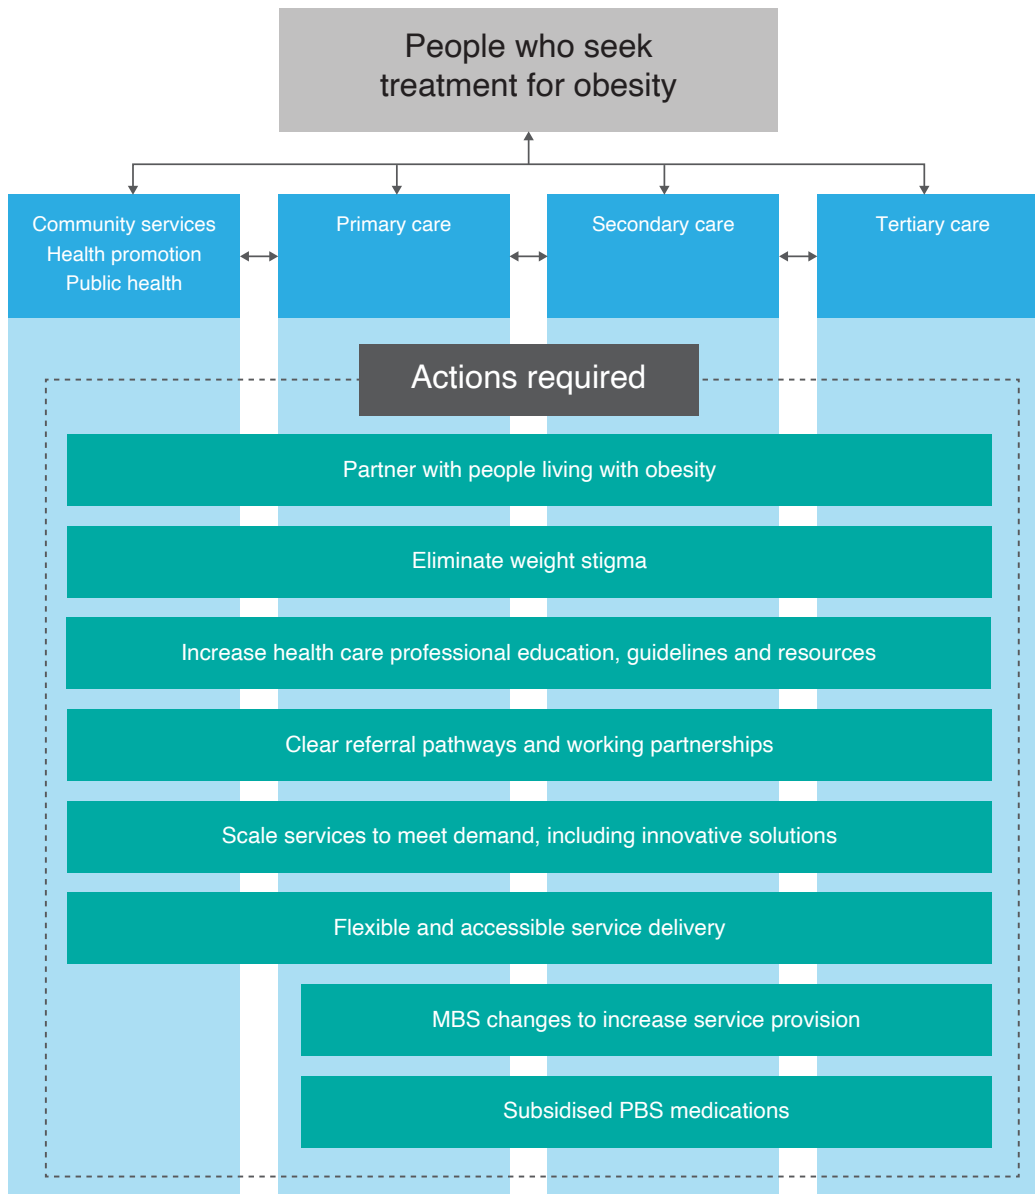 People who seek
treatment for obesity
Community services
Health promotion
Public health
Primary care
Secondary care
Tertiary care
Actions required
Partner with people living with obesity
Eliminate weight stigma
Increase health care professional education, guidelines and resources
Clear referral pathways and working partnerships
Scale services to meet demand, including innovative solutions
Flexible and accessible service delivery
MBS changes to increase service provision
Subsidised PBS medications